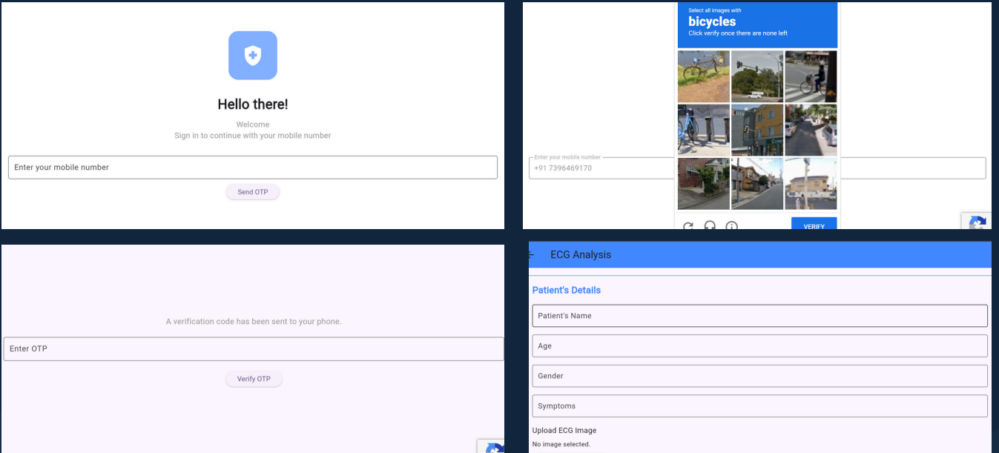 Hello there!
Welcome
Sign in to continue with your mobile number
Enter your mobile number
Send OTP
Select all images with
bicycles
Click verify once there are none left
Enter your mobile number
+91 7396469170
VERIFY
A verification code has been sent to your phone.
Enter OTP
Verify OTP
ECG Analysis
Patient's Details
Patient's Name
Age
Gender
Symptoms
Upload ECG Image
No image selected.